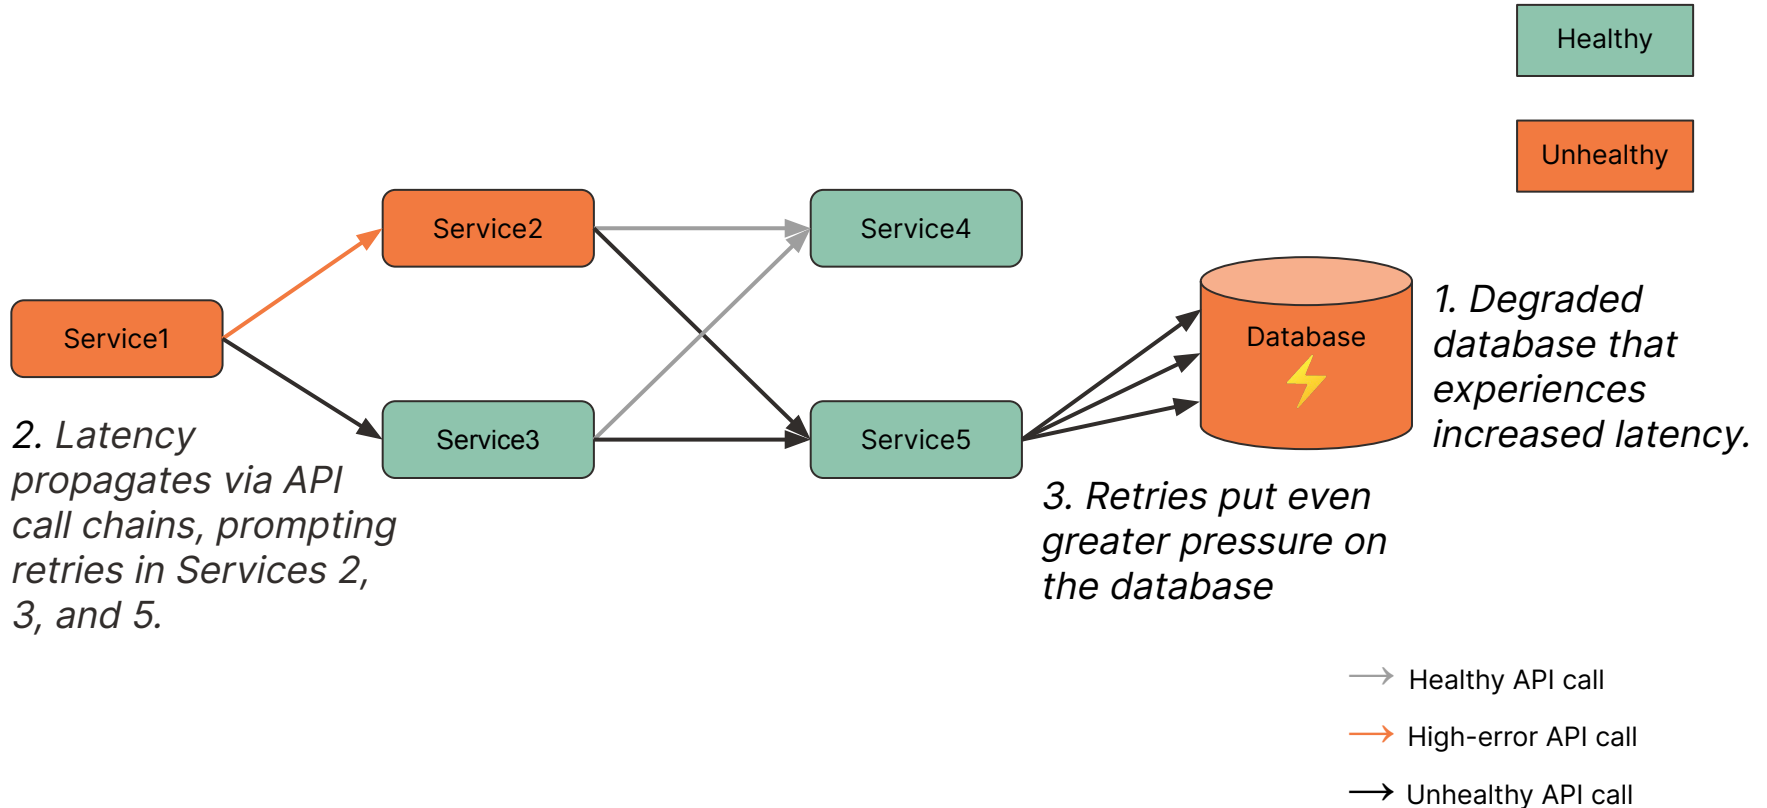 Healthy
Unhealthy
Service2
Service4
Service1
Database
1. Degraded
database that
experiences
increased latency.
Service3
Service5
2. Latency
propagates via API
call chains, prompting
retries in Services 2,
3, and 5.
3. Retries put even
greater pressure on
the database
Healthy API call
High-error API call
Unhealthy API call